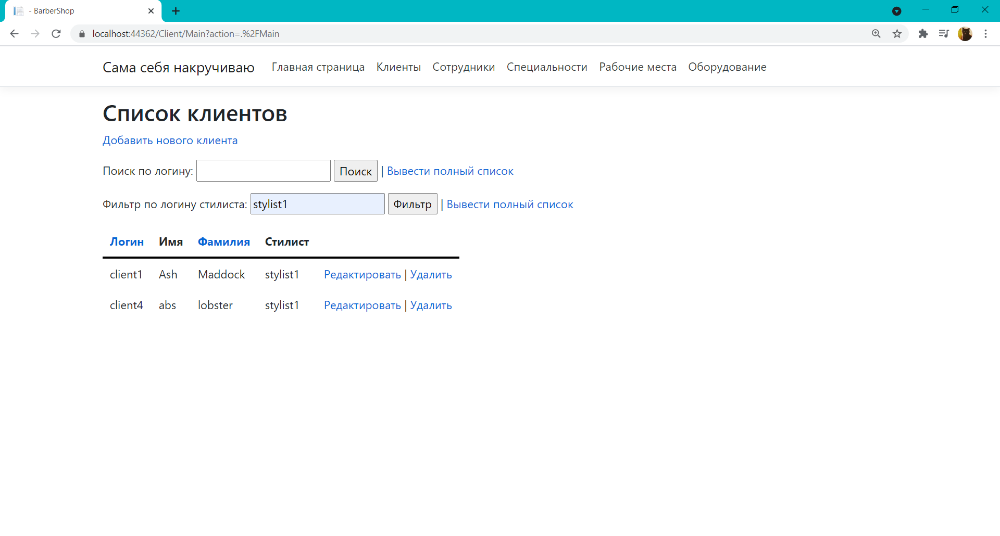 - BarberShop
localhost:44362/Client/Main?action=.%2FMain
Сама себя накручиваю Главная страница Клиенты Сотрудники Специальности Рабочие места Оборудование
Список клиентов
Добавить нового клиента
Поиск по логину: Поиск | Вывести полный список
Фильтр по логину стилиста: stylist1 Фильтр | Вывести полный список
Логин Имя Фамилия Стилист
client1 Ash Maddock stylist1 Редактировать | Удалить
client4 abs lobster stylist1 Редактировать | Удалить